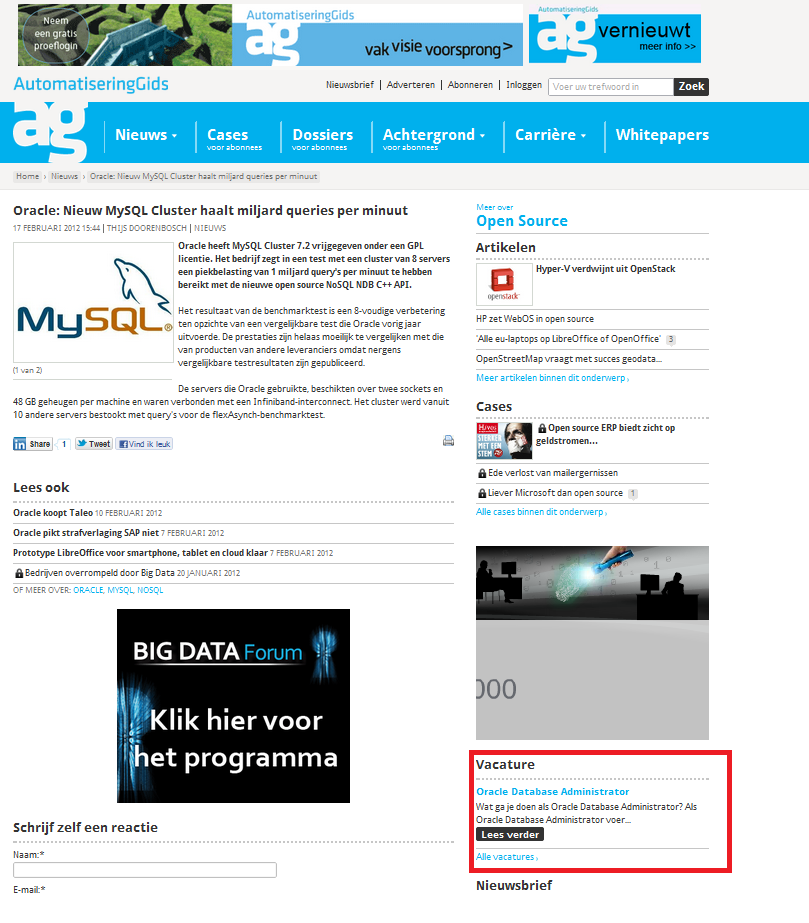 Neem
een gratis
proeflogin
AutomatiseringGids
ag
vak visie voorsprong>
AutomatiseringGids
ag
vernieuwt
meer info >>
AutomatiseringGids
Nieuwsbrief | Adverteren | Abonneren | Inloggen
Voer uw trefwoord in
Zoek
ag
Nieuws
Cases
voor abonnees
Dossiers
voor abonnees
Achtergrond
voor abonnees
Carrière
Whitepapers
Home › Nieuws › Oracle: Nieuw MySQL Cluster haalt miljard queries per minuut
Oracle: Nieuw MySQL Cluster haalt miljard queries per minuut
17 FEBRUARI 2012 15:44 | THIJS DOORENBOSCH | NIEUWS
MySQL®
(1 van 2)
Oracle heeft MySQL Cluster 7.2 vrijgegeven onder een GPL
licentie. Het bedrijf zegt in een test met een cluster van 8 servers
een piekbelasting van 1 miljard query's per minuut te hebben
bereikt met de nieuwe open source NoSQL NDB C++ API.
Het resultaat van de benchmarktest is een 8-voudige verbetering
ten opzichte van een vergelijkbare test die Oracle vorig jaar
uitvoerde. De prestaties zijn helaas moeilijk te vergelijken met die
van producten van andere leveranciers omdat nergens
vergelijkbare testresultaten zijn gepubliceerd.
De servers die Oracle gebruikte, beschikten over twee sockets en
48 GB geheugen per machine en waren verbonden met een Infiniband-interconnect. Het cluster werd vanuit
10 andere servers bestookt met query's voor de flexAsynch-benchmarktest.
in Share 1 Tweet Vind ik leuk
Lees ook
Oracle koopt Taleo 10 FEBRUARI 2012
Oracle pikt strafverlaging SAP niet 7 FEBRUARI 2012
Prototype LibreOffice voor smartphone, tablet en cloud klaar 7 FEBRUARI 2012
Bedrijven overrompeld door Big Data 20 JANUARI 2012
OF MEER OVER: ORACLE, MYSQL, NOSQL
BIG DATA Forum
Klik hier voor
het programma
Schrijf zelf een reactie
Naam:*
E-mail:*
Meer over
Open Source
Artikelen
openstack
Hyper-V verdwijnt uit OpenStack
HP zet WebOS in open source
'Alle eu-laptops op LibreOffice of OpenOffice' 3
OpenStreetMap vraagt met succes geodata...
Meer artikelen binnen dit onderwerp ›
Cases
Hives
STERKER
MET EEN
STEM
Open source ERP biedt zicht op
geldstromen...
Ede verlost van mailergernissen
Liever Microsoft dan open source 1
Alle cases binnen dit onderwerp ›
000
Vacature
Oracle Database Administrator
Wat ga je doen als Oracle Database Administrator? Als
Oracle Database Administrator voer...
Lees verder
Alle vacatures ›
Nieuwsbrief